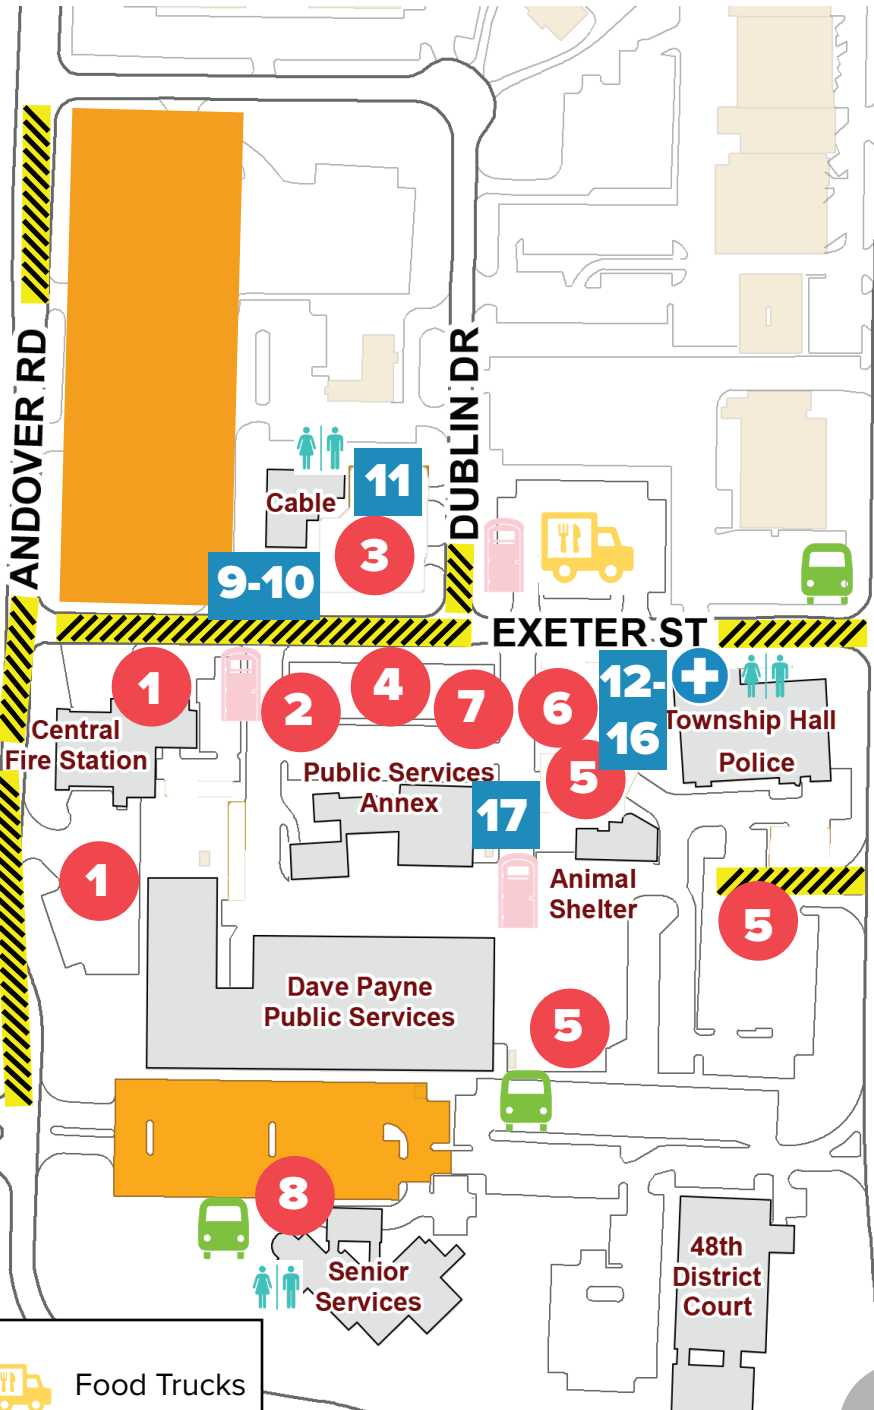 ANDOVER RD
DUBLIN DR
Cable
11
3
9-10
EXETER ST
1
2
4
7
6
12-
16
Township Hall
Police
Central
Fire Station
5
Public Services
Annex
17
1
Animal
Shelter
5
Dave Payne
Public Services
5
8
Senior
Services
48th
District
Court
Food Trucks